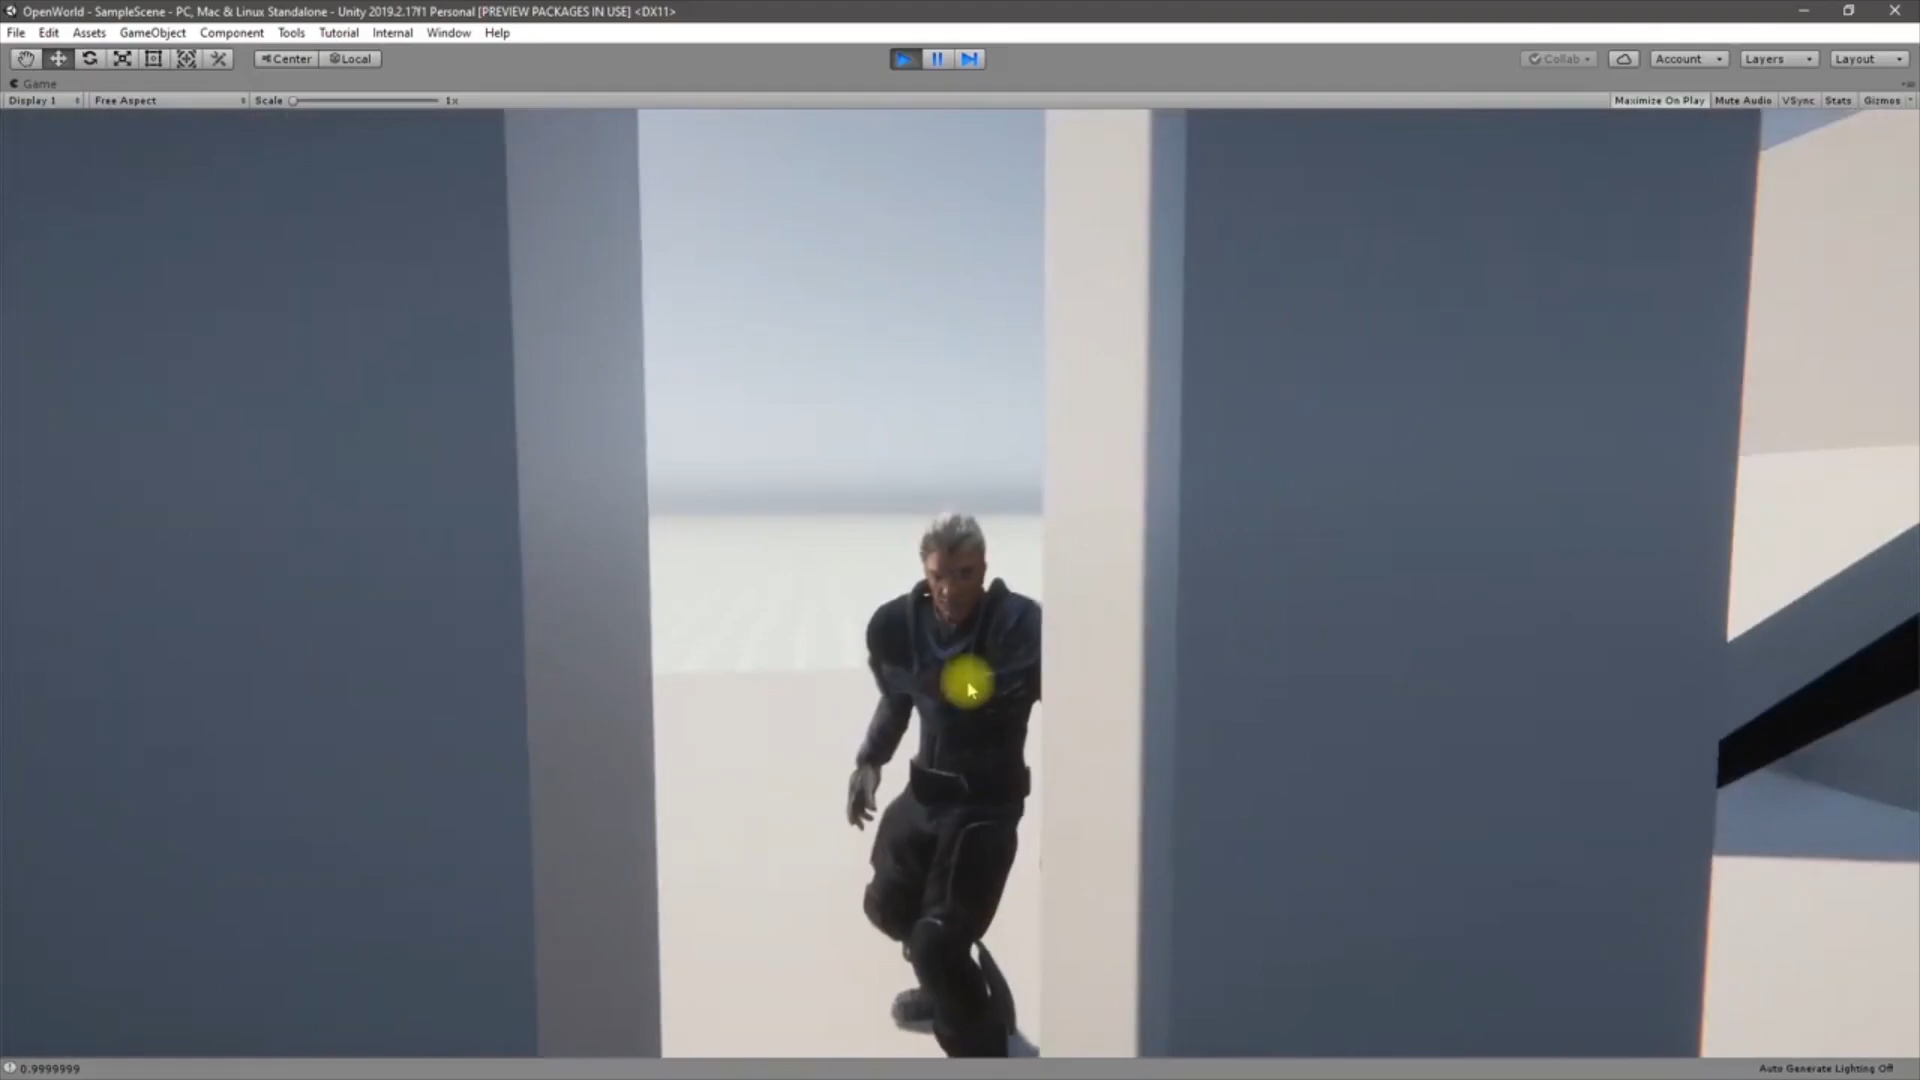 OpenWorld - SampleScene - PC, Mac & Linux Standalone - Unity 2019.2.17f1 Personal [PREVIEW PACKAGES IN USE] <DX11>
File Edit Assets GameObject Component Tools Tutorial Internal Window Help
Center Local Collab Account Layers Layout
Game
Display 1 Free Aspect Scale 1x Maximize On Play Mute Audio VSync Stats Gizmos
0.9999999 Auto Generate Lighting Off